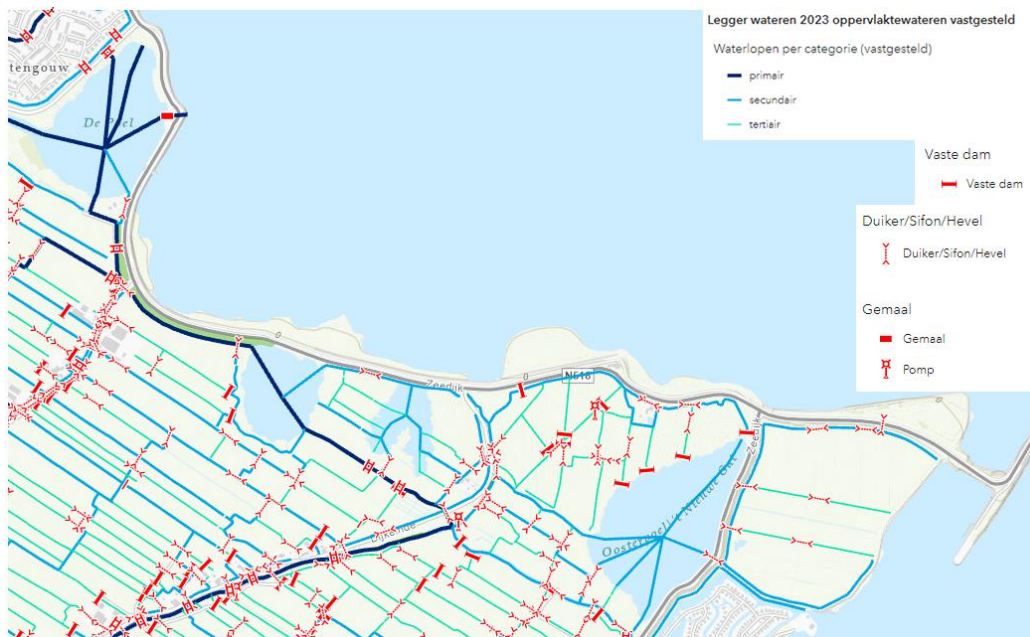 Legger wateren 2023 oppervlaktewateren vastgesteld
Waterlopen per categorie (vastgesteld)
primair
secundair
tertiair
Vaste dam
Vaste dam
Duiker/Sifon/Hevel
Duiker/Sifon/Hevel
Gemaal
Gemaal
Pomp
tengouw
De Poel
Zeedijk
N518
Zeedijk
Dijkeinde